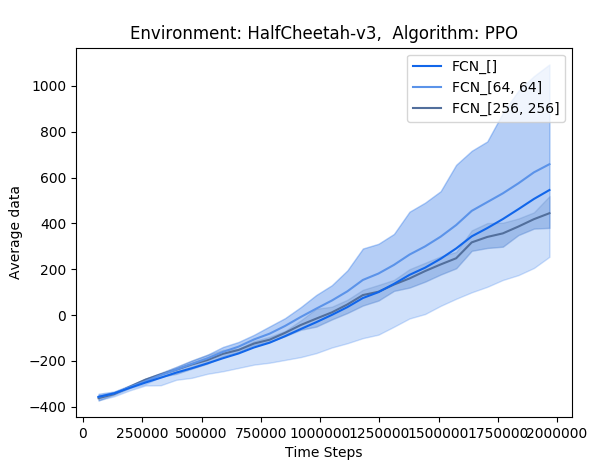 Environment: HalfCheetah-v3,  Algorithm: PPO
FCN_[]
FCN_[64, 64]
FCN_[256, 256]
Average data
1000
800
600
400
200
0
−200
−400
0 250000 500000 750000 1000000 1250000 1500000 1750000 2000000
Time Steps